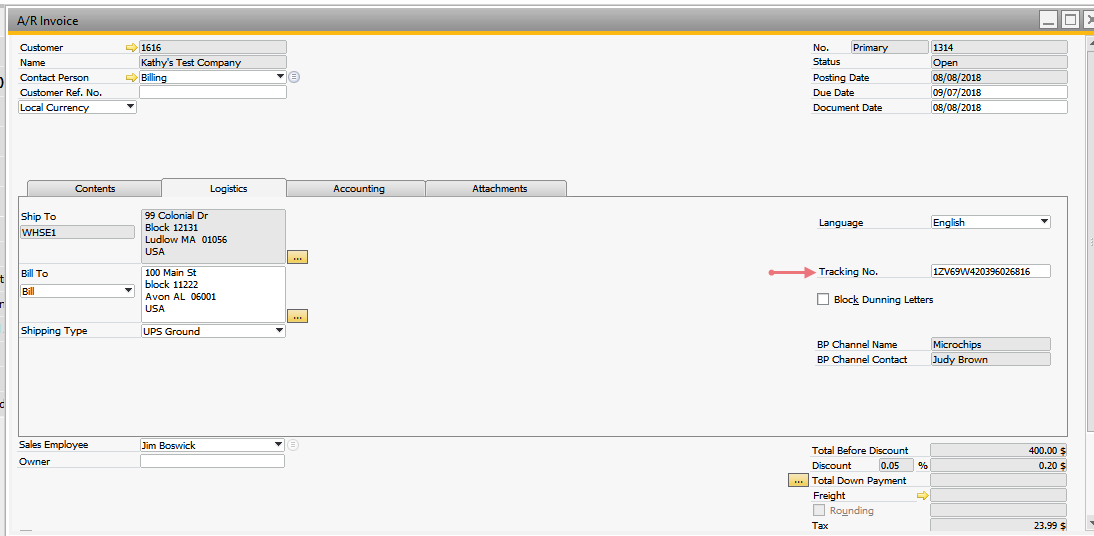 A/R Invoice
Customer 1616 No. Primary 1314
Name Kathy's Test Company Status Open
Contact Person Billing Posting Date 08/08/2018
Customer Ref. No. Due Date 09/07/2018
Local Currency Document Date 08/08/2018
Contents Logistics Accounting Attachments
Ship To
WHSE1
99 Colonial Dr
Block 12131
Ludlow MA 01056
USA
...
Language English
Bill To
Bill
100 Main St
block 11222
Avon AL 06001
USA
...
Tracking No. 1ZV69W420396026816
Block Dunning Letters
Shipping Type UPS Ground
BP Channel Name Microchips
BP Channel Contact Judy Brown
Sales Employee Jim Boswick
Owner
Total Before Discount 400.00 $
Discount 0.05 % 0.20 $
... Total Down Payment
Freight
Rounding
Tax 23.99 $